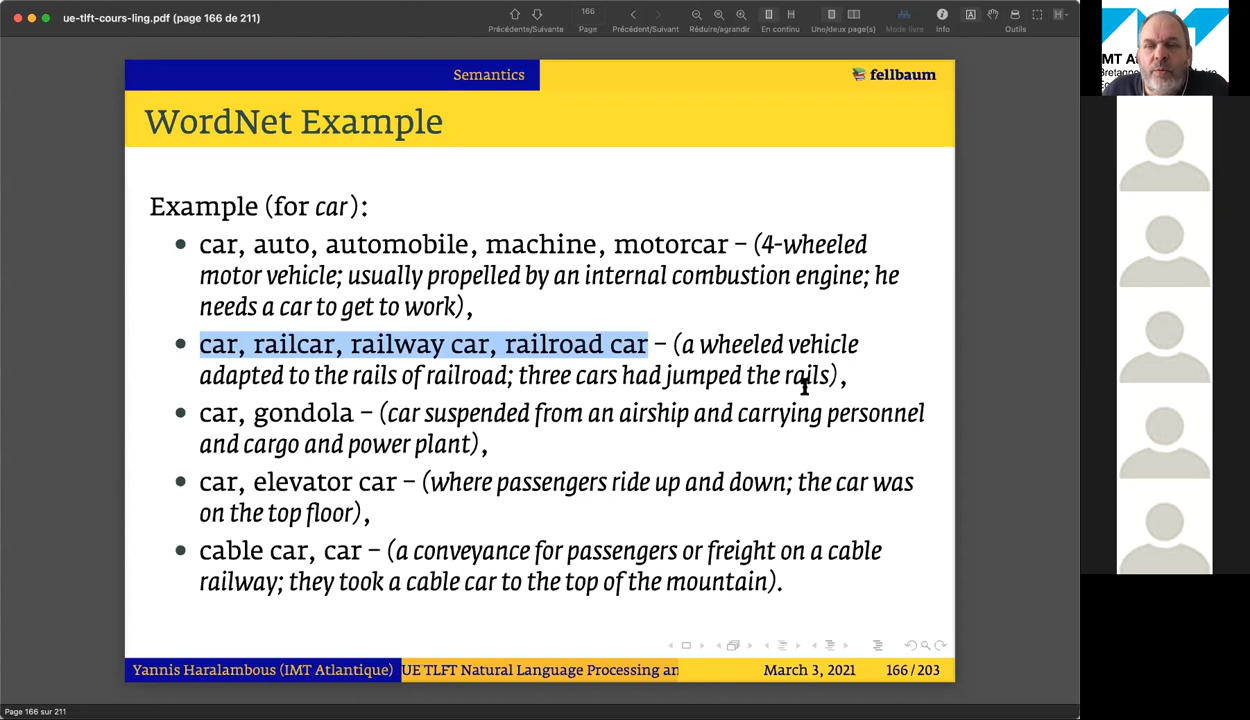 ue-tlft-cours-ling.pdf (page 166 de 211)
166
Précédente/Suivante
Page
Précédent/Suivant
Réduire/agrandir
En continu
Une/deux page(s)
Mode livre
Info
Outils
Semantics
fellbaum
WordNet Example
Example (for car):
• car, auto, automobile, machine, motorcar – (4-wheeled
motor vehicle; usually propelled by an internal combustion engine; he
needs a car to get to work),
• car, railcar, railway car, railroad car – (a wheeled vehicle
adapted to the rails of railroad; three cars had jumped the rails),
• car, gondola – (car suspended from an airship and carrying personnel
and cargo and power plant),
• car, elevator car – (where passengers ride up and down; the car was
on the top floor),
• cable car, car – (a conveyance for passengers or freight on a cable
railway; they took a cable car to the top of the mountain).
Yannis Haralambous (IMT Atlantique)
UE TLFT Natural Language Processing an
March 3, 2021
166 / 203
Page 166 sur 211